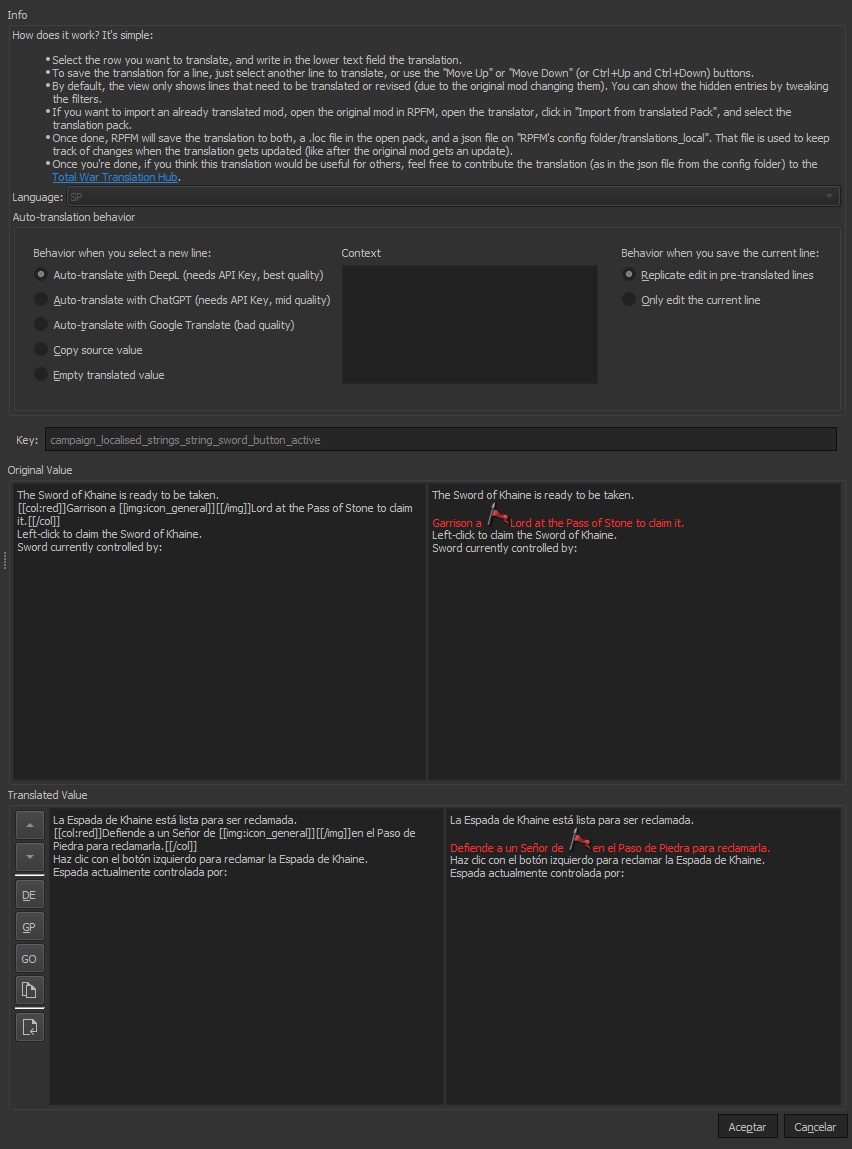 Info
How does it work? It's simple:
• Select the row you want to translate, and write in the lower text field the translation.
• To save the translation for a line, just select another line to translate, or use the "Move Up" or "Move Down" (or Ctrl+Up and Ctrl+Down) buttons.
• By default, the view only shows lines that need to be translated or revised (due to the original mod changing them). You can show the hidden entries by tweaking
the filters.
• If you want to import an already translated mod, open the original mod in RPFM, open the translator, click in "Import from translated Pack", and select the
translation pack.
• Once done, RPFM will save the translation to both, a .loc file in the open pack, and a json file on "RPFM's config folder/translations_local". That file is used to keep
track of changes when the translation gets updated (like after the original mod gets an update).
• Once you're done, if you think this translation would be useful for others, feel free to contribute the translation (as in the json file from the config folder) to the
Total War Translation Hub.
Language: SP
Auto-translation behavior
Behavior when you select a new line:
Auto-translate with DeepL (needs API Key, best quality)
Auto-translate with ChatGPT (needs API Key, mid quality)
Auto-translate with Google Translate (bad quality)
Copy source value
Empty translated value
Context
Behavior when you save the current line:
Replicate edit in pre-translated lines
Only edit the current line
Key: campaign_localised_strings_string_sword_button_active
Original Value
The Sword of Khaine is ready to be taken.
[[col:red]]Garrison a [[img:icon_general]][[/img]]Lord at the Pass of Stone to claim
it.[[/col]]
Left-click to claim the Sword of Khaine.
Sword currently controlled by:
The Sword of Khaine is ready to be taken.
Garrison a Lord at the Pass of Stone to claim it.
Left-click to claim the Sword of Khaine.
Sword currently controlled by:
Translated Value
DE
GP
GO
La Espada de Khaine está lista para ser reclamada.
[[col:red]]Defiende a un Señor de [[img:icon_general]][[/img]]en el Paso de
Piedra para reclamarla.[[/col]]
Haz clic con el botón izquierdo para reclamar la Espada de Khaine.
Espada actualmente controlada por:
La Espada de Khaine está lista para ser reclamada.
Defiende a un Señor de en el Paso de Piedra para reclamarla.
Haz clic con el botón izquierdo para reclamar la Espada de Khaine.
Espada actualmente controlada por:
Aceptar
Cancelar